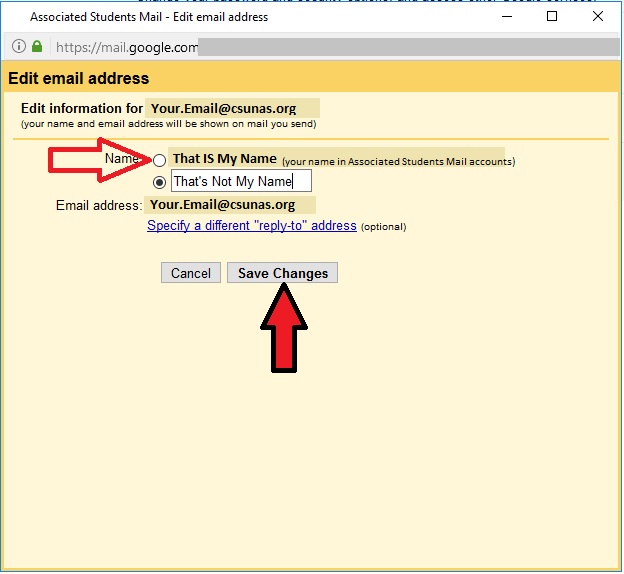 Associated Students Mail - Edit email address
https://mail.google.com
Edit email address
Edit information for Your.Email@csunas.org
(your name and email address will be shown on mail you send)
Name: That IS My Name (your name in Associated Students Mail accounts)
That's Not My Name
Email address: Your.Email@csunas.org
Specify a different "reply-to" address (optional)
Cancel Save Changes